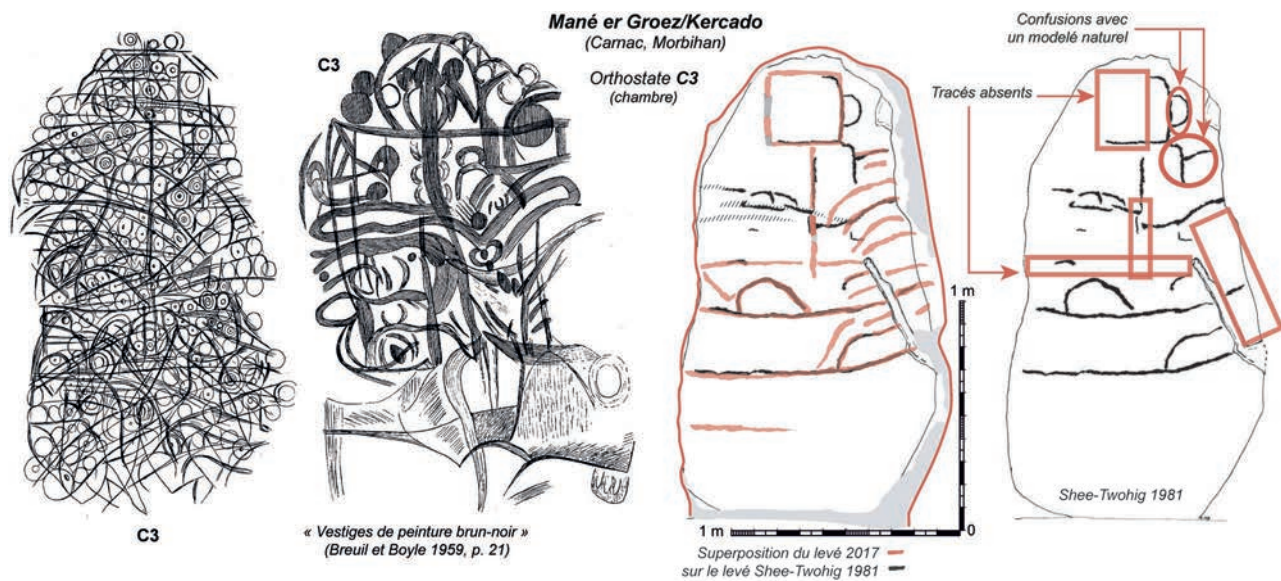 Mané er Groez/Kercado
(Carnac, Morbihan)
Orthostate C3
(chambre)
C3
C3
« Vestiges de peinture brun-noir »
(Breuil et Boyle 1959, p. 21)
1 m
1 m
0
Superposition du levé 2017
sur le levé Shee-Twohig 1981
Confusions avec
un modelé naturel
Tracés absents
Shee-Twohig 1981